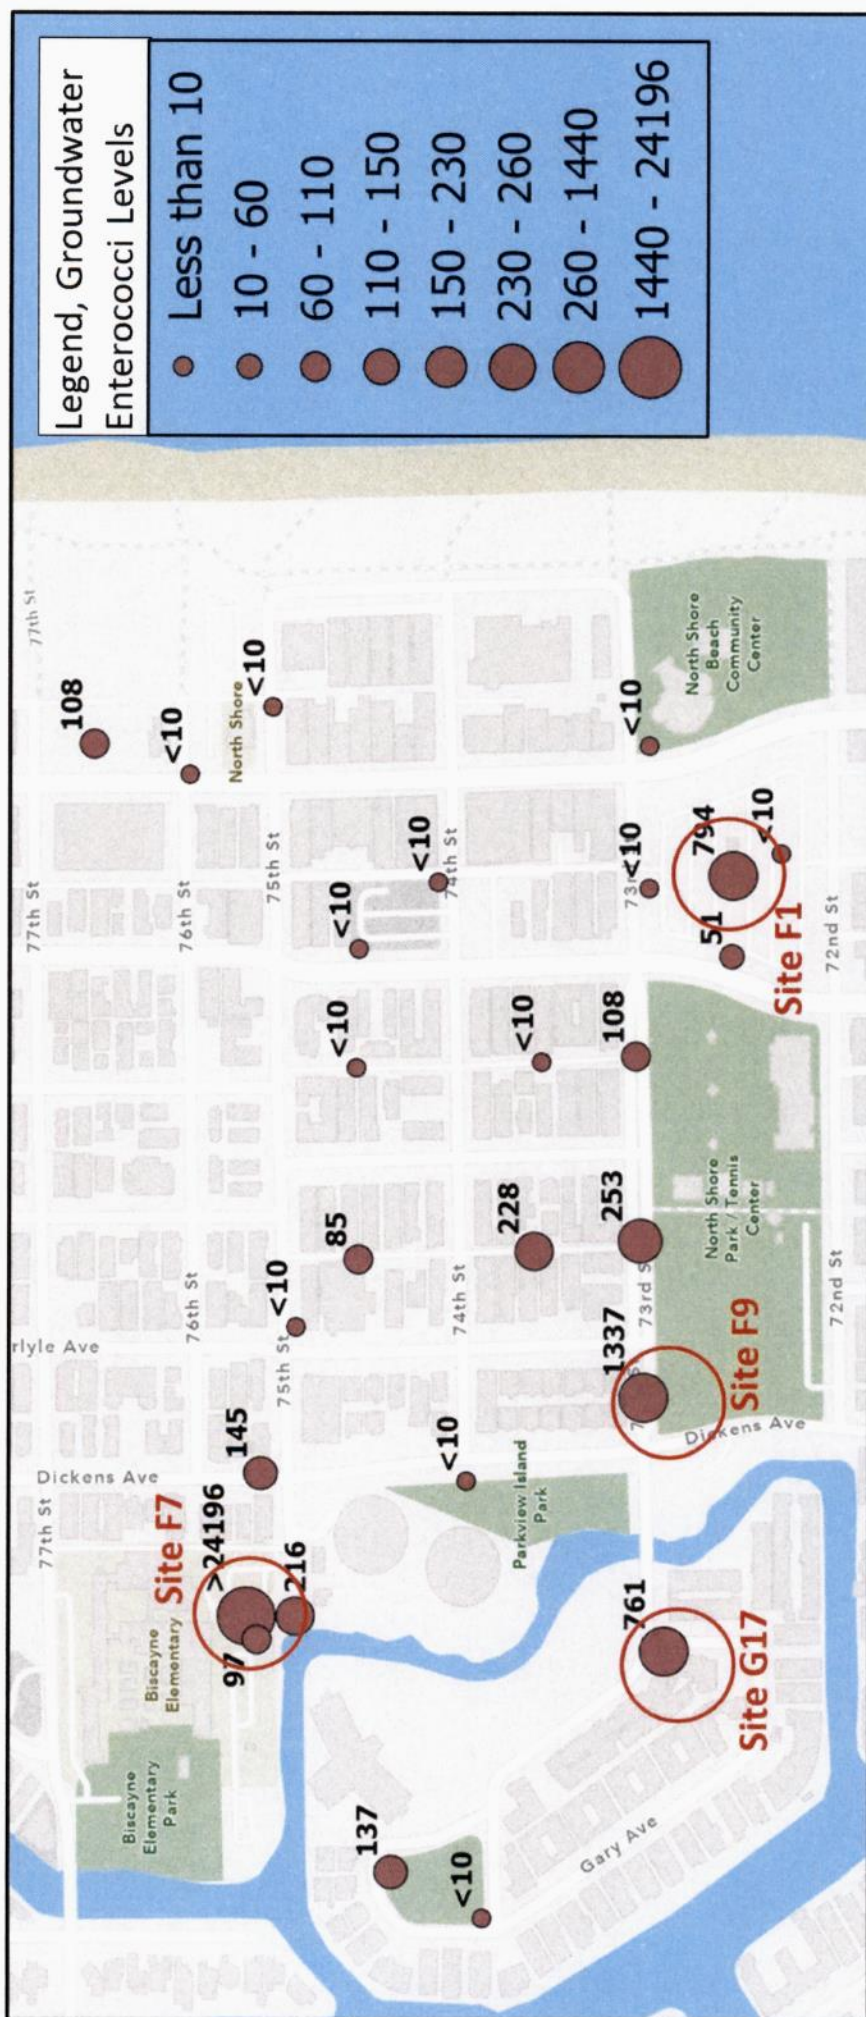 77th St
77th St
77th St
Legend, Groundwater
Enterococci Levels
Less than 10
10 - 60
60 - 110
110 - 150
150 - 230
230 - 260
260 - 1440
1440 - 24196
rlyle Ave
Dickens Ave
108
Biscayne
Elementary
Park
Biscayne
Elementary
Site F7
>24196
97
216
145
76th St
76th St
<10
North Shore
<10
75th St
75th St
<10
137
85
<10
<10
<10
<10
<10
74th St
74th St
228
<10
Parkview Island
Park
Gary Ave
761
Site G17
1337
253
73rd S
108
73r
<10
<10
Site F9
Dickens Ave
North Shore
Park / Tennis
Center
51
794
<10
Site F1
North Shore
Beach
Community
Center
72nd St
72nd St